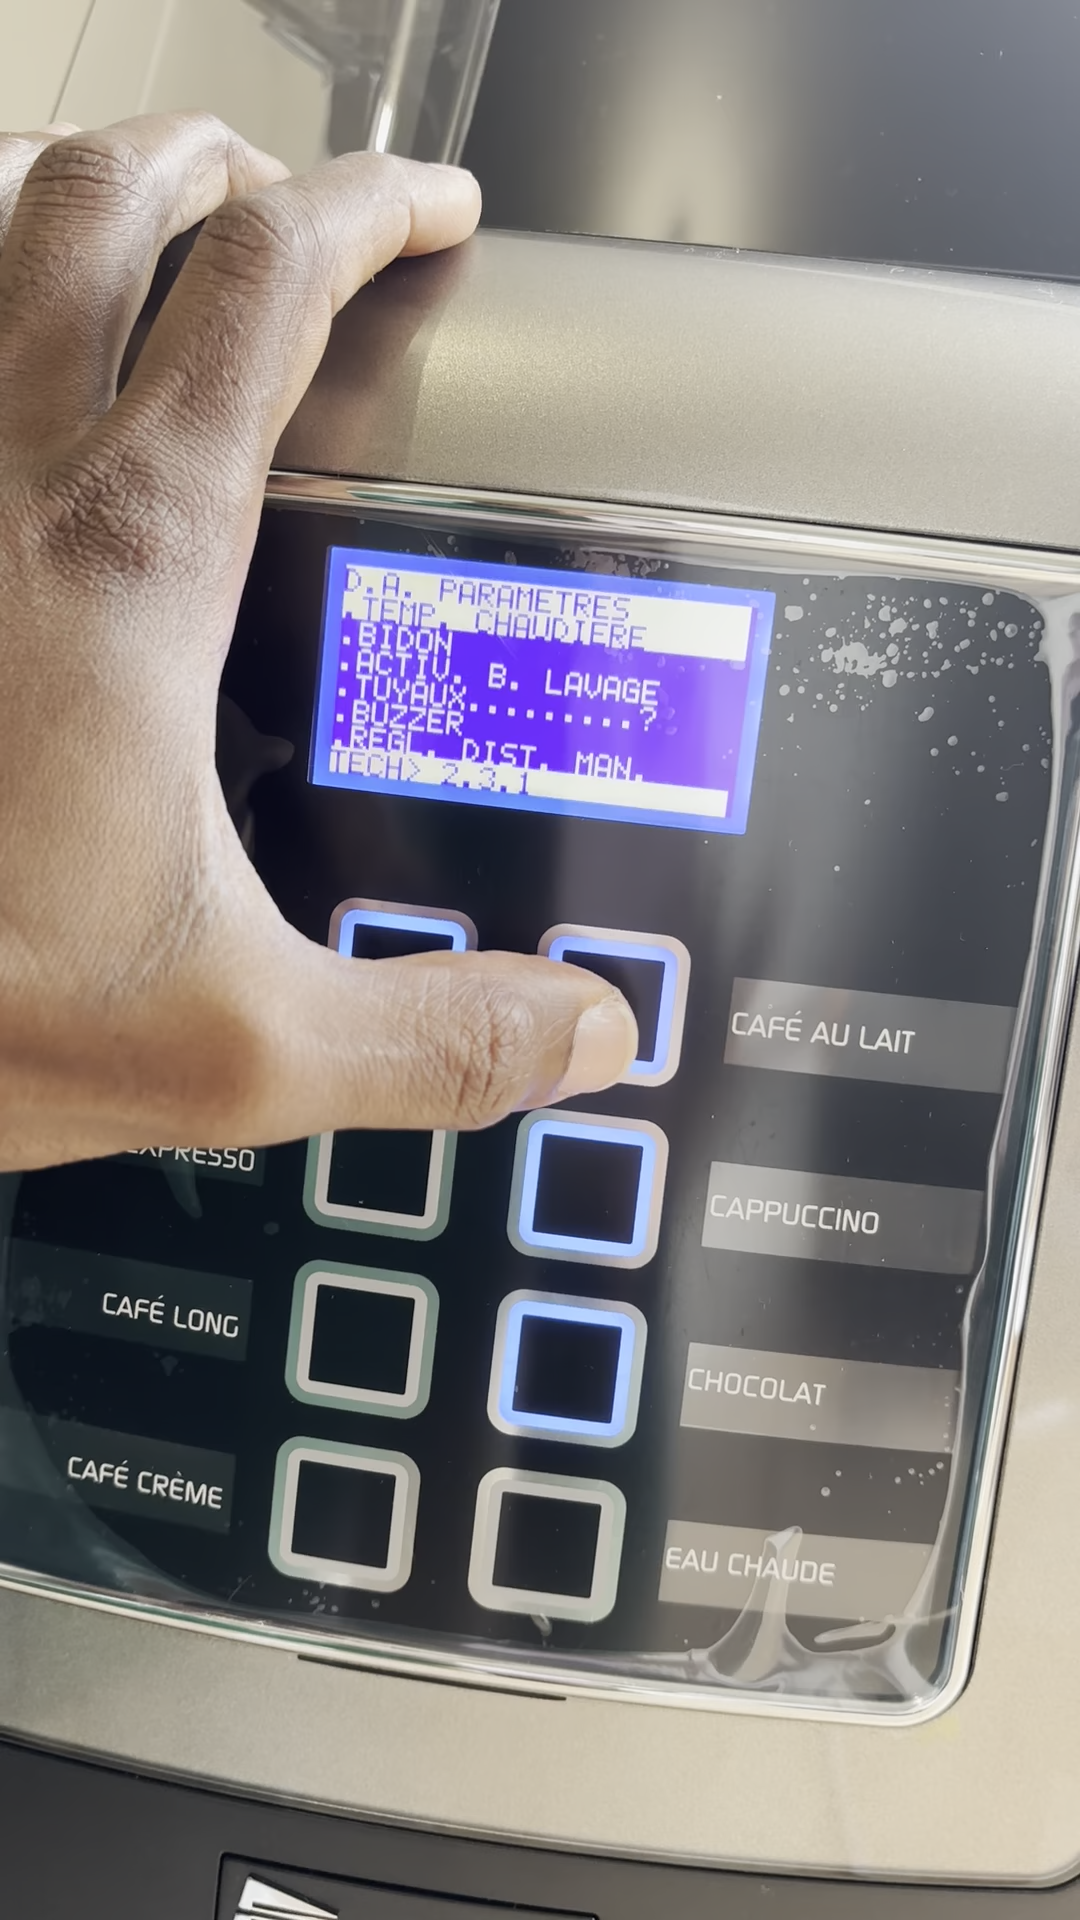 D.A. PARAMETRES
.TEMP. CHAUDIERE
.BIDON
.ACTIV. B. LAVAGE
.TUYAUX.........?
.BUZZER
.REGL. DIST. MAN.
TECH> 2.3.1
CAFÉ AU LAIT
EXPRESSO
CAPPUCCINO
CAFÉ LONG
CHOCOLAT
CAFÉ CRÈME
EAU CHAUDE